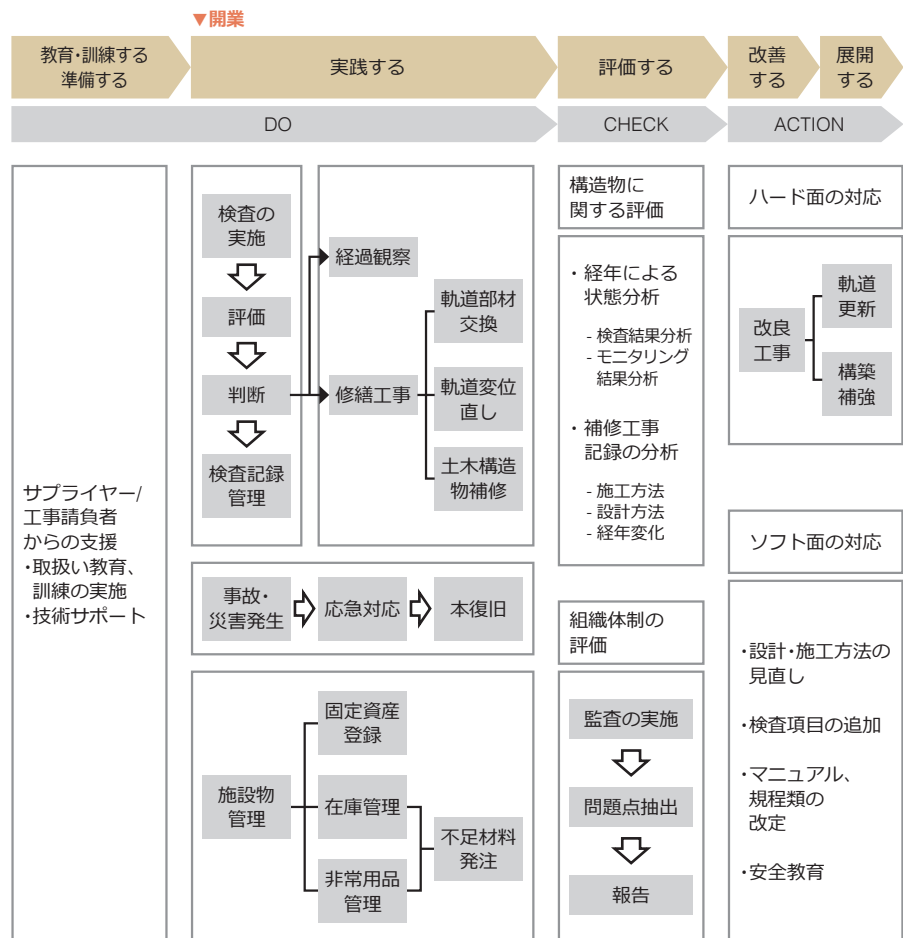 ▼開業
教育・訓練する
準備する
実践する
評価する
改善
する
展開
する
DO
CHECK
ACTION
サプライヤー/
工事請負者
からの支援
・取扱い教育、
訓練の実施
・技術サポート
検査の
実施
評価
判断
検査記録
管理
経過観察
修繕工事
軌道部材
交換
軌道変位
直し
土木構造
物補修
事故・
災害発生
応急対応
本復旧
施設物
管理
固定資産
登録
在庫管理
非常用品
管理
不足材料
発注
構造物に
関する評価
・経年による
状態分析
- 検査結果分析
- モニタリング
結果分析
・補修工事
記録の分析
- 施工方法
- 設計方法
- 経年変化
組織体制の
評価
監査の実施
問題点抽出
報告
ハード面の対応
改良
工事
軌道
更新
構築
補強
ソフト面の対応
・設計・施工方法の
見直し
・検査項目の追加
・マニュアル、
規程類の
改定
・安全教育